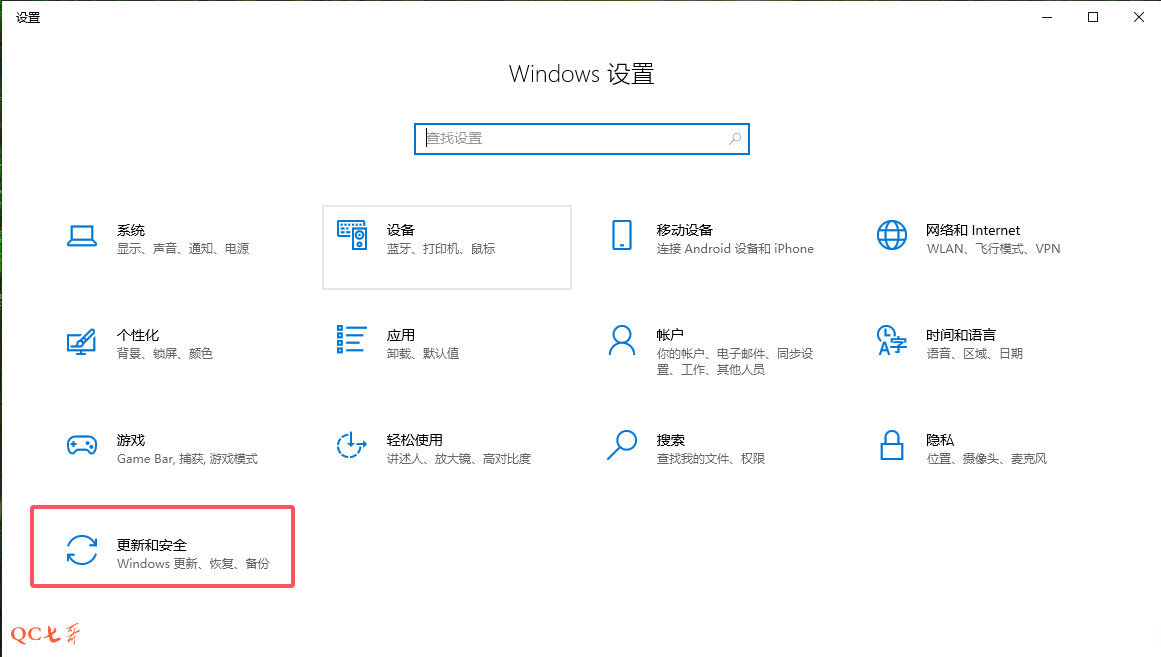 设置
Windows 设置
查找设置
系统
显示、声音、通知、电源
设备
蓝牙、打印机、鼠标
移动设备
连接 Android 设备和 iPhone
网络和 Internet
WLAN、飞行模式、VPN
个性化
背景、锁屏、颜色
应用
卸载、默认值
帐户
你的帐户、电子邮件、同步设
置、工作、其他人员
时间和语言
语音、区域、日期
游戏
Game Bar, 捕获, 游戏模式
轻松使用
讲述人、放大镜、高对比度
搜索
查找我的文件、权限
隐私
位置、摄像头、麦克风
更新和安全
Windows 更新、恢复、备份
QC七哥